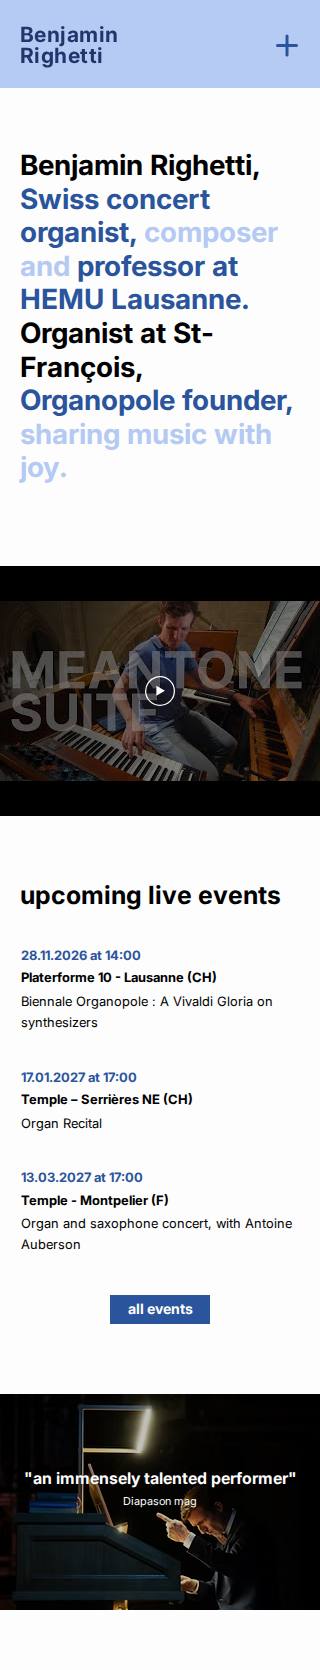 Benjamin
Righetti
Benjamin Righetti,
Swiss concert
organist, composer
and professor at
HEMU Lausanne.
Organist at St-
François,
Organopole founder,
sharing music with
joy.
MEANTONE
SUITE
upcoming live events
28.11.2026 at 14:00
Platerforme 10 - Lausanne (CH)
Biennale Organopole : A Vivaldi Gloria on
synthesizers
17.01.2027 at 17:00
Temple – Serrières NE (CH)
Organ Recital
13.03.2027 at 17:00
Temple - Montpelier (F)
Organ and saxophone concert, with Antoine
Auberson
all events
"an immensely talented performer"
Diapason mag